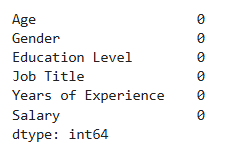 Age 0
Gender 0
Education Level 0
Job Title 0
Years of Experience 0
Salary 0
dtype: int64